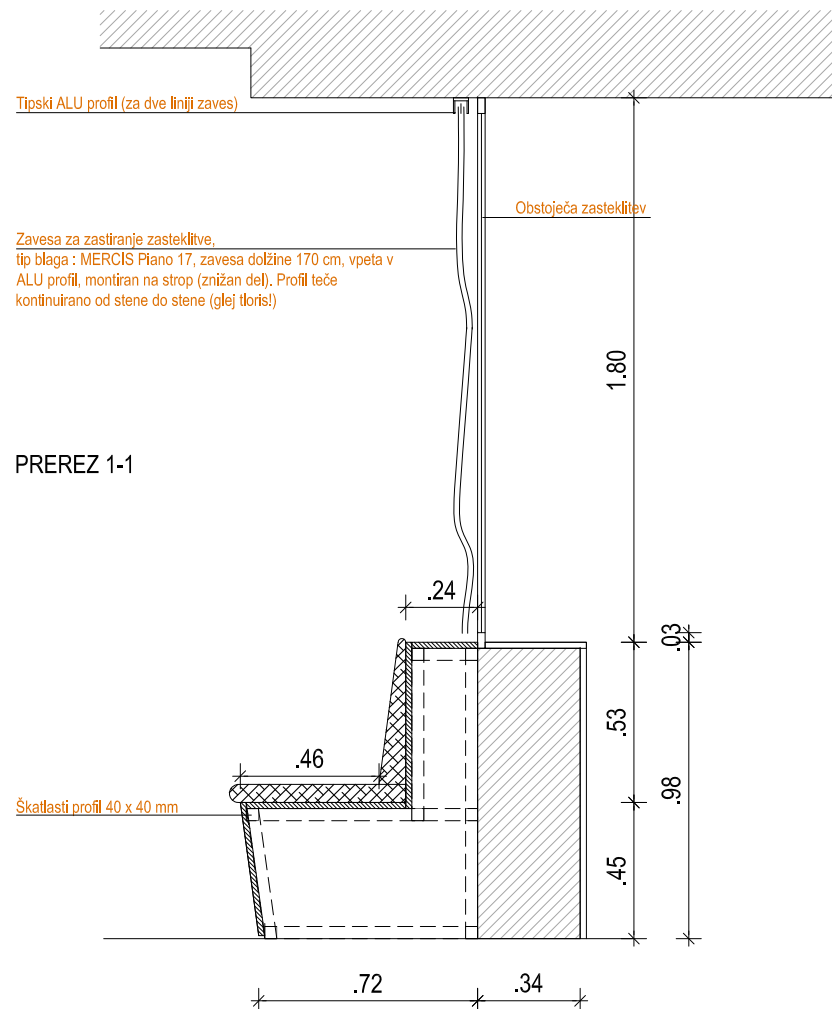 Tipski ALU profil (za dve liniji zaves)
Obstoječa zasteklitev
Zavesa za zastiranje zasteklitve,
tip blaga : MERCIS Piano 17, zavesa dolžine 170 cm, vpeta v
ALU profil, montiran na strop (znižan del). Profil teče
kontinuirano od stene do stene (glej tloris!)
1.80
PREREZ 1-1
.24
.03
.53
.46
.98
Škatlasti profil 40 x 40 mm
.45
.72
.34